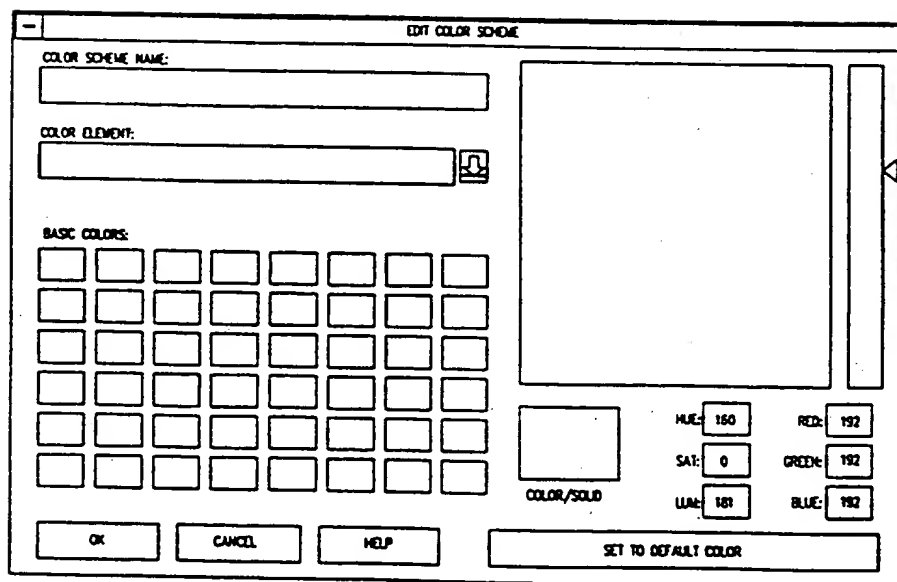 EDIT COLOR SCHEME
COLOR SCHEME NAME:
COLOR ELEMENT:
BASIC COLORS:
HUE: 160 RED: 192
SAT: 0 GREEN: 192
LUM: 181 BLUE: 192
COLOR/SOLID
OK CANCEL HELP SET TO DEFAULT COLOR